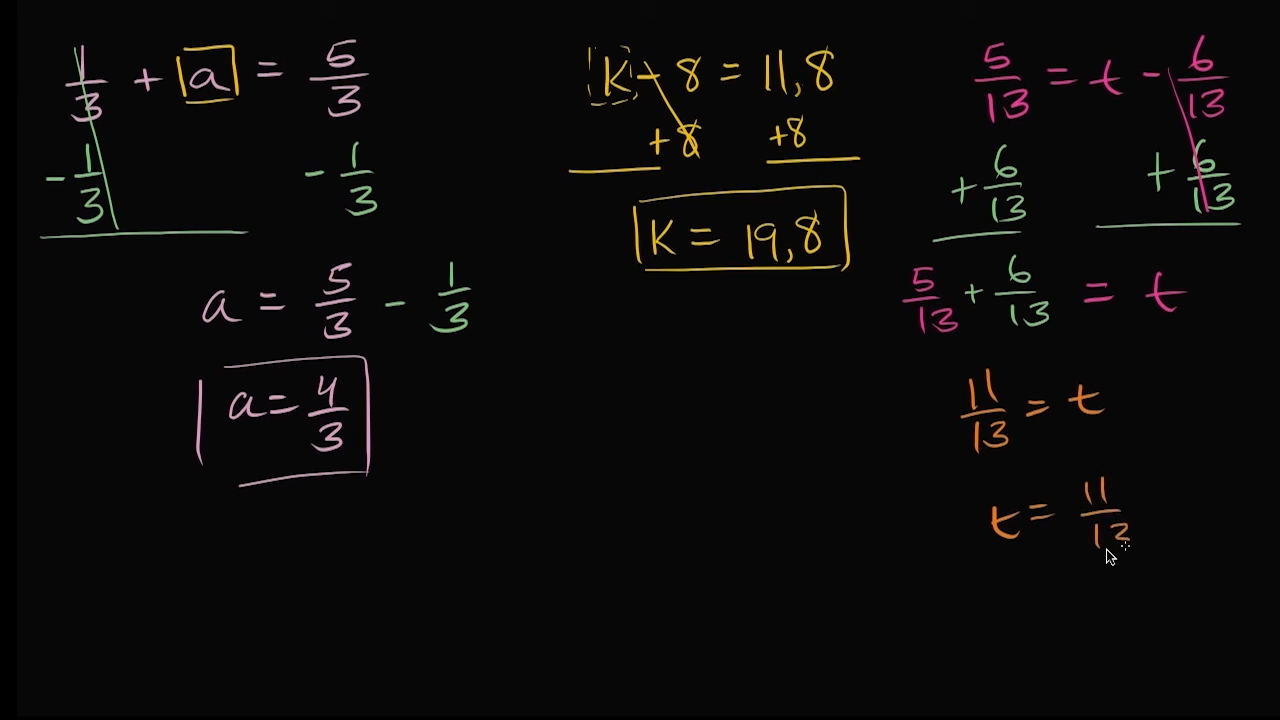 1/3 + a = 5/3
- 1/3 - 1/3
a = 5/3 - 1/3
a = 4/3
K - 8 = 11,8
+ 8 +8
K = 19,8
5/13 = t - 6/13
+ 6/13 + 6/13
5/13 + 6/13 = t
11/13 = t
t = 11/13